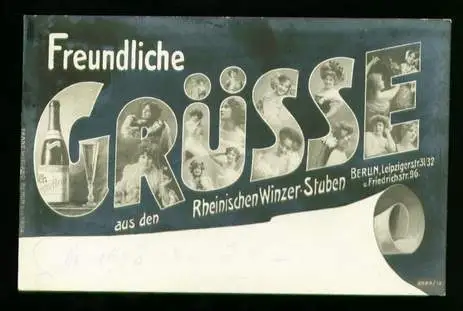 Freundliche
GRÜSSE
aus den Rheinischen Winzer-Stuben
BERLIN, Leipzigerstr. 31/32
u. Friedrichstr. 96.